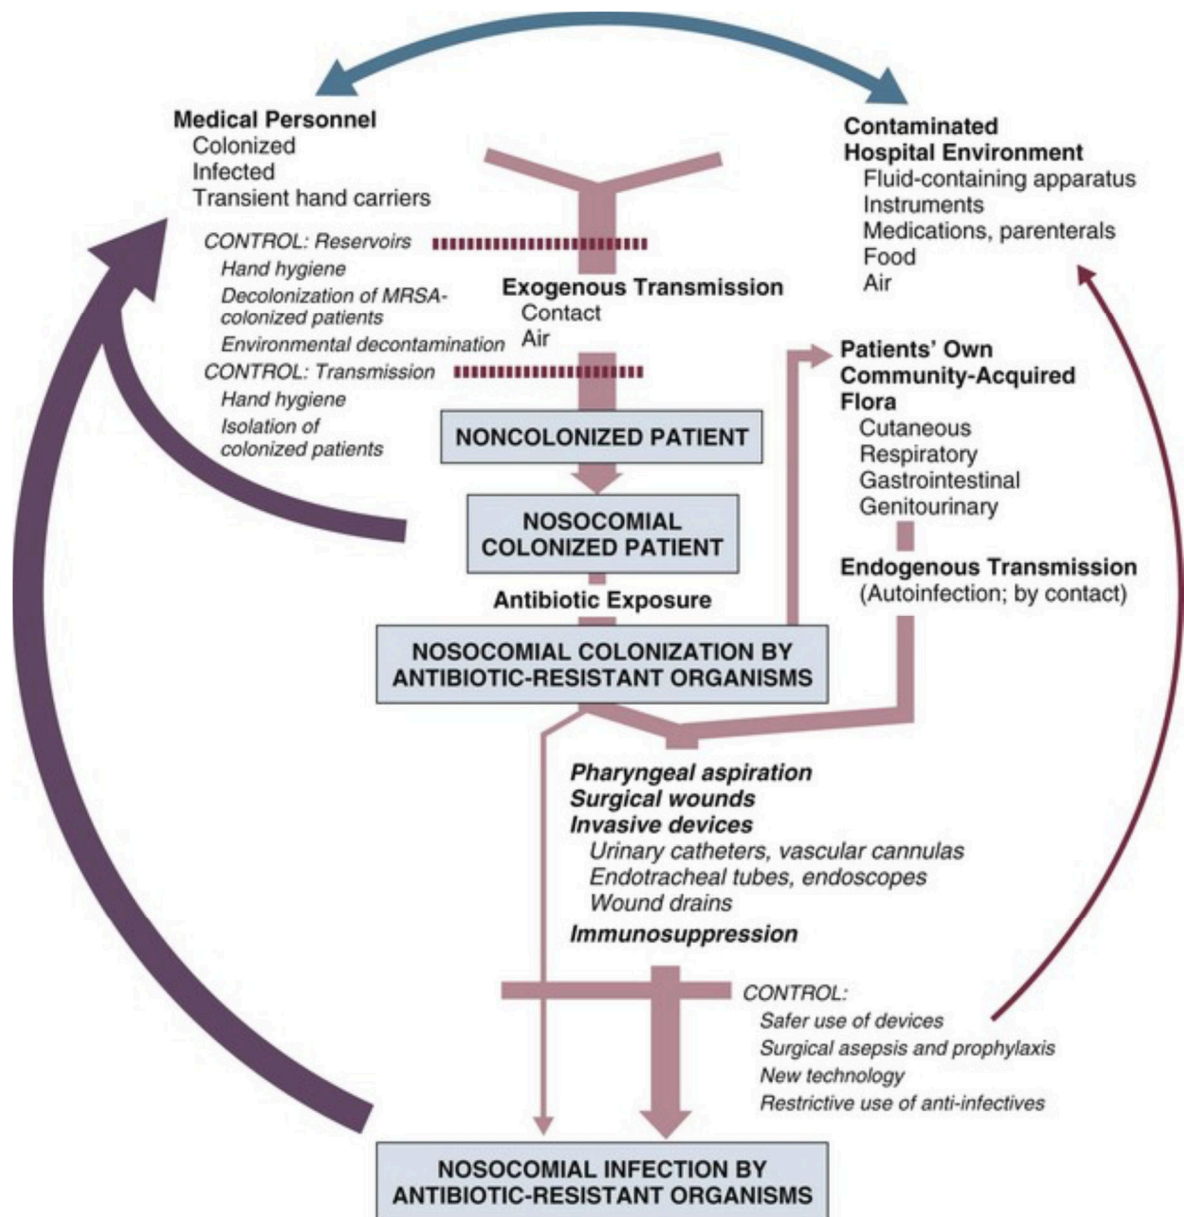 Medical Personnel
Colonized
Infected
Transient hand carriers
Contaminated
Hospital Environment
Fluid-containing apparatus
Instruments
Medications, parenterals
Food
Air
CONTROL: Reservoirs
Hand hygiene
Decolonization of MRSA-
colonized patients
Environmental decontamination
CONTROL: Transmission
Hand hygiene
Isolation of
colonized patients
Exogenous Transmission
Contact
Air
Patients' Own
Community-Acquired
Flora
Cutaneous
Respiratory
Gastrointestinal
Genitourinary
NONCOLONIZED PATIENT
NOSOCOMIAL
COLONIZED PATIENT
Endogenous Transmission
(Autoinfection; by contact)
Antibiotic Exposure
NOSOCOMIAL COLONIZATION BY
ANTIBIOTIC-RESISTANT ORGANISMS
Pharyngeal aspiration
Surgical wounds
Invasive devices
Urinary catheters, vascular cannulas
Endotracheal tubes, endoscopes
Wound drains
Immunosuppression
CONTROL:
Safer use of devices
Surgical asepsis and prophylaxis
New technology
Restrictive use of anti-infectives
NOSOCOMIAL INFECTION BY
ANTIBIOTIC-RESISTANT ORGANISMS